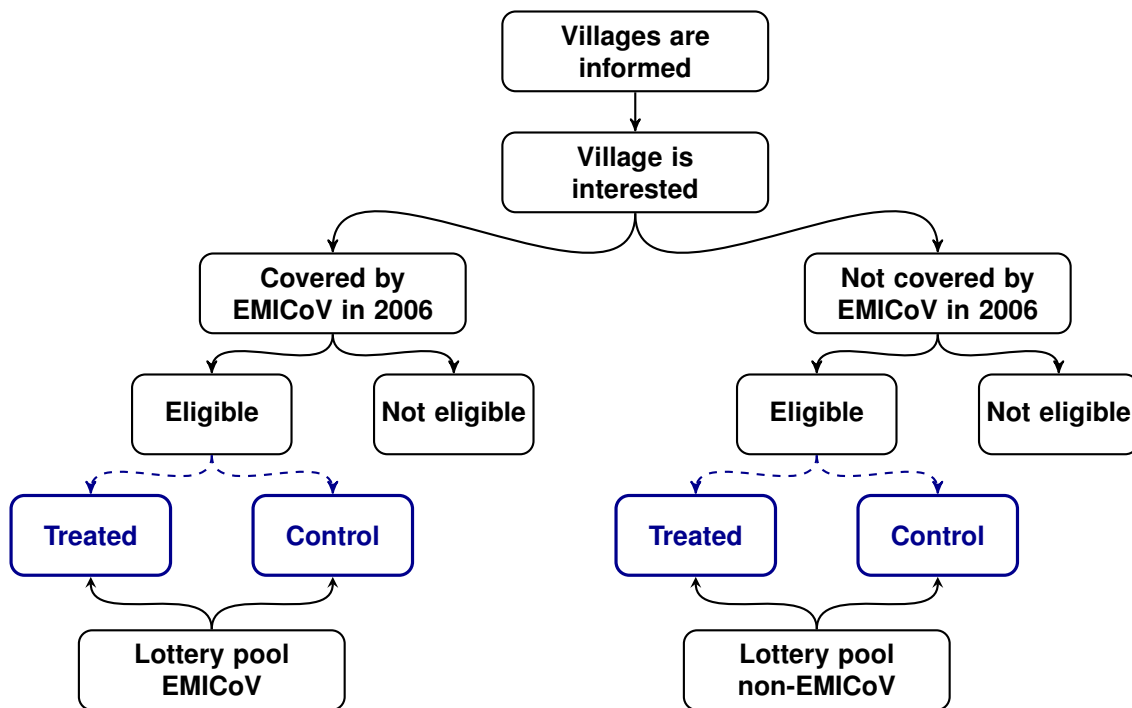 Villages are
informed
Village is
interested
Covered by
EMICoV in 2006
Not covered by
EMICoV in 2006
Eligible
Not eligible
Eligible
Not eligible
Treated
Control
Treated
Control
Lottery pool
EMICoV
Lottery pool
non-EMICoV